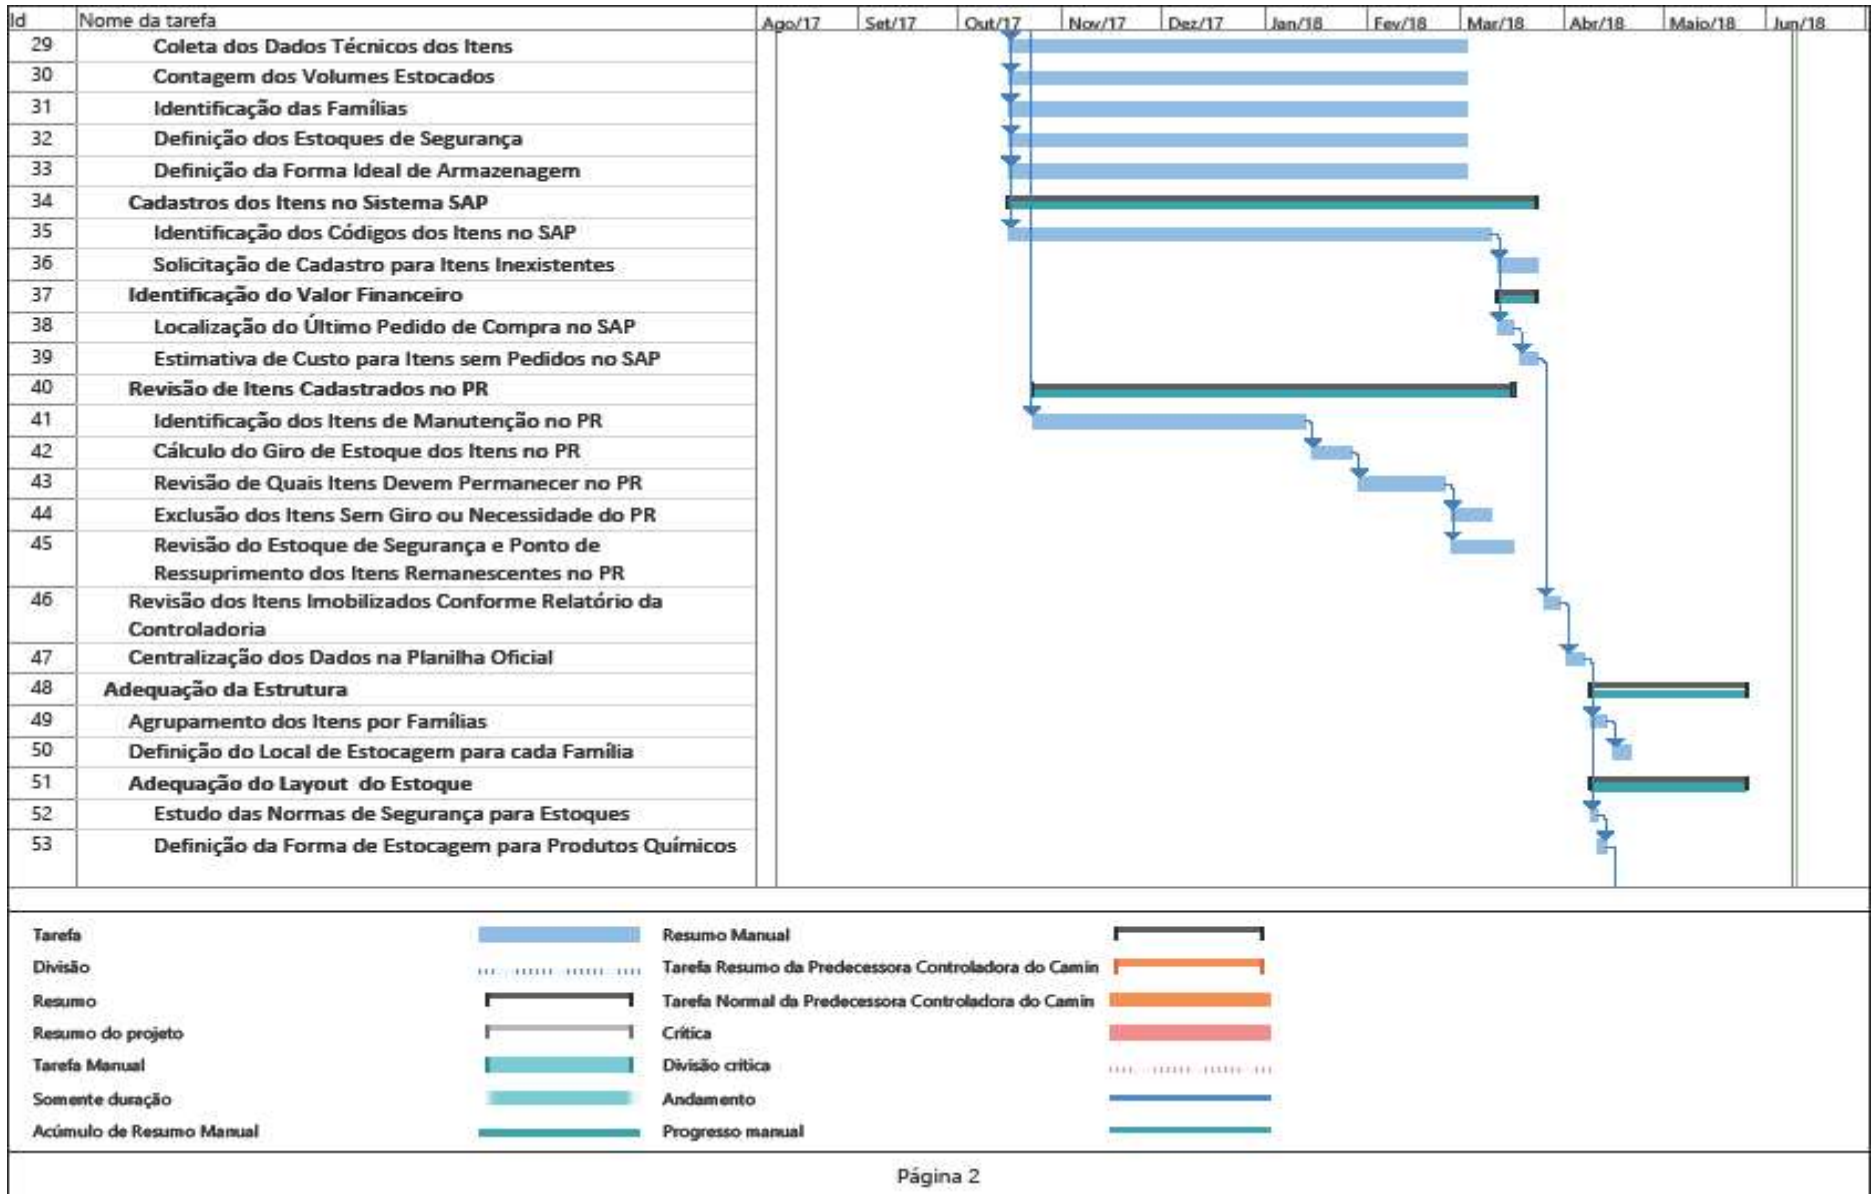 Id Nome da tarefa Ago/17 Set/17 Out/17 Nov/17 Dez/17 Jan/18 Fev/18 Mar/18 Abr/18 Maio/18 Jun/18
29 Coleta dos Dados Técnicos dos Itens
30 Contagem dos Volumes Estocados
31 Identificação das Famílias
32 Definição dos Estoques de Segurança
33 Definição da Forma Ideal de Armazenagem
34 Cadastros dos Itens no Sistema SAP
35 Identificação dos Códigos dos Itens no SAP
36 Solicitação de Cadastro para Itens Inexistentes
37 Identificação do Valor Financeiro
38 Localização do Último Pedido de Compra no SAP
39 Estimativa de Custo para Itens sem Pedidos no SAP
40 Revisão de Itens Cadastrados no PR
41 Identificação dos Itens de Manutenção no PR
42 Cálculo do Giro de Estoque dos Itens no PR
43 Revisão de Quais Itens Devem Permanecer no PR
44 Exclusão dos Itens Sem Giro ou Necessidade do PR
45 Revisão do Estoque de Segurança e Ponto de
Ressuprimento dos Itens Remanescentes no PR
46 Revisão dos Itens Imobilizados Conforme Relatório da
Controladoria
47 Centralização dos Dados na Planilha Oficial
48 Adequação da Estrutura
49 Agrupamento dos Itens por Famílias
50 Definição do Local de Estocagem para cada Família
51 Adequação do Layout do Estoque
52 Estudo das Normas de Segurança para Estoques
53 Definição da Forma de Estocagem para Produtos Químicos
Tarefa Resumo Manual
Divisão Tarefa Resumo da Predecessora Controladora do Camin
Resumo Tarefa Normal da Predecessora Controladora do Camin
Resumo do projeto Crítica
Tarefa Manual Divisão crítica
Somente duração Andamento
Acúmulo de Resumo Manual Progresso manual
Página 2